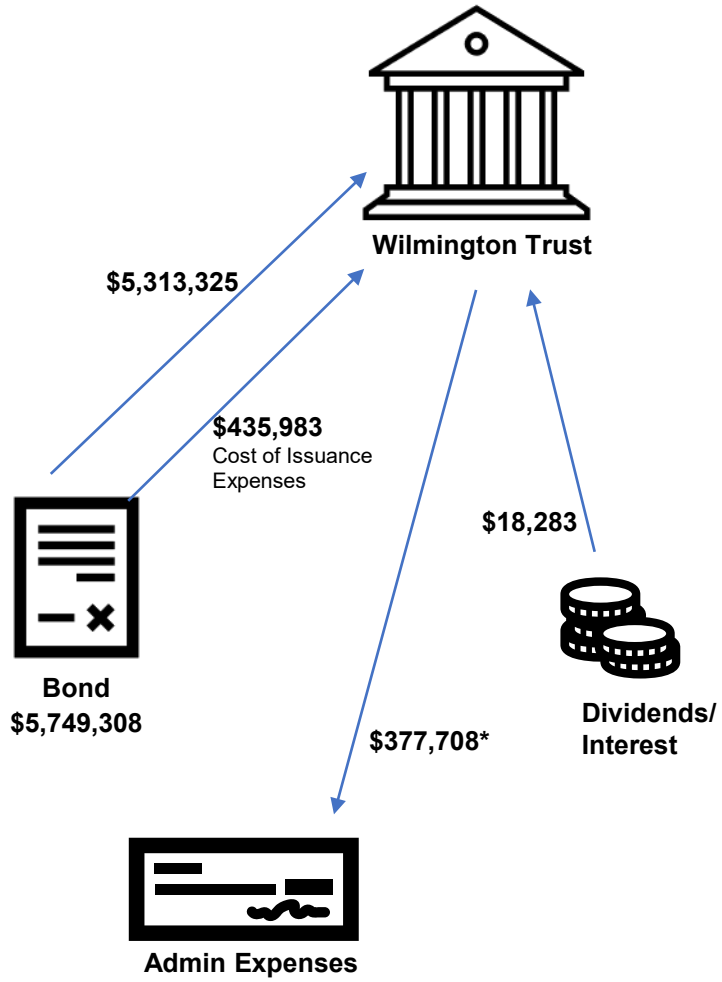 Wilmington Trust
$5,313,325
$435,983
Cost of Issuance
Expenses
$18,283
Bond
$5,749,308
Dividends/
Interest
$377,708*
Admin Expenses